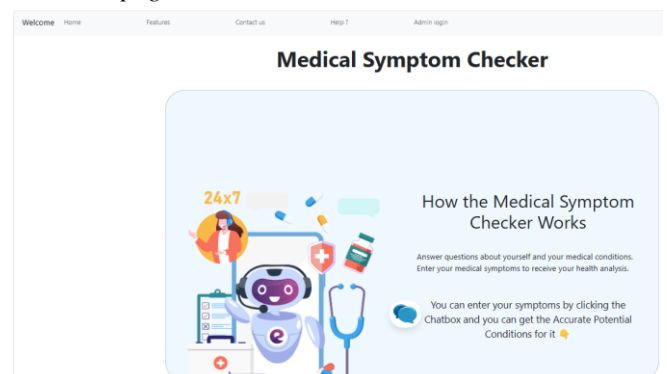 Welcome Home Features Contact us Help ? Admin login
Medical Symptom Checker
24x7
How the Medical Symptom
Checker Works
Answer questions about yourself and your medical conditions.
Enter your medical symptoms to receive your health analysis.
You can enter your symptoms by clicking the
Chatbox and you can get the Accurate Potential
Conditions for it 👇
e